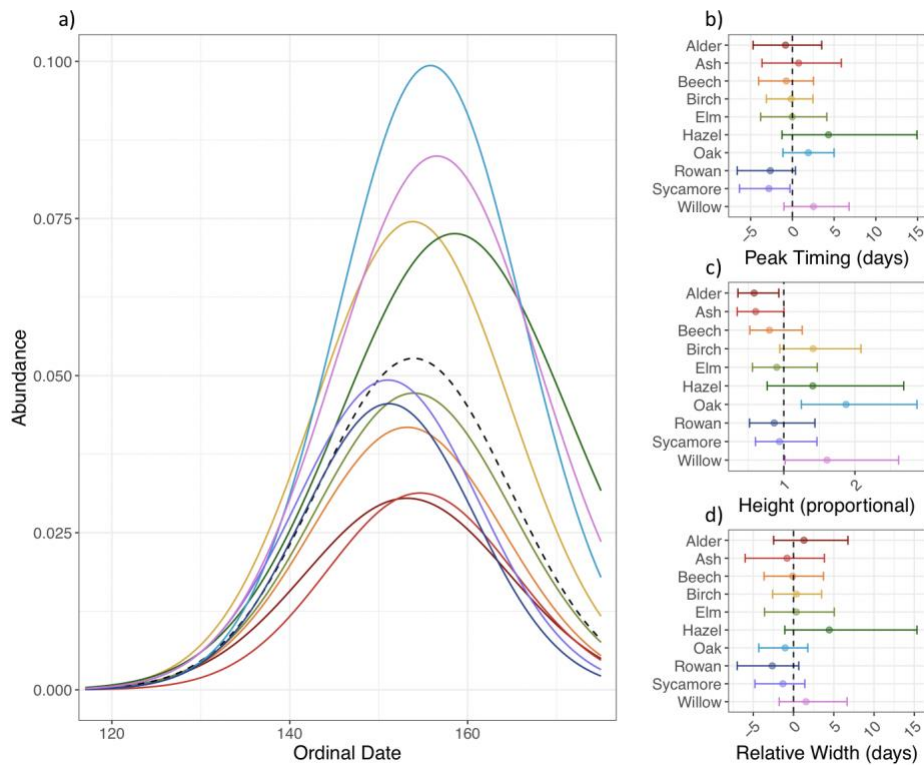 a)
0.100
0.075
0.050
0.025
0.000
Abundance
120 140 160
Ordinal Date
b)
Alder
Ash
Beech
Birch
Elm
Hazel
Oak
Rowan
Sycamore
Willow
-5 0 5 10 15
Peak Timing (days)
c)
Alder
Ash
Beech
Birch
Elm
Hazel
Oak
Rowan
Sycamore
Willow
1 2
Height (proportional)
d)
Alder
Ash
Beech
Birch
Elm
Hazel
Oak
Rowan
Sycamore
Willow
-5 0 5 10 15
Relative Width (days)